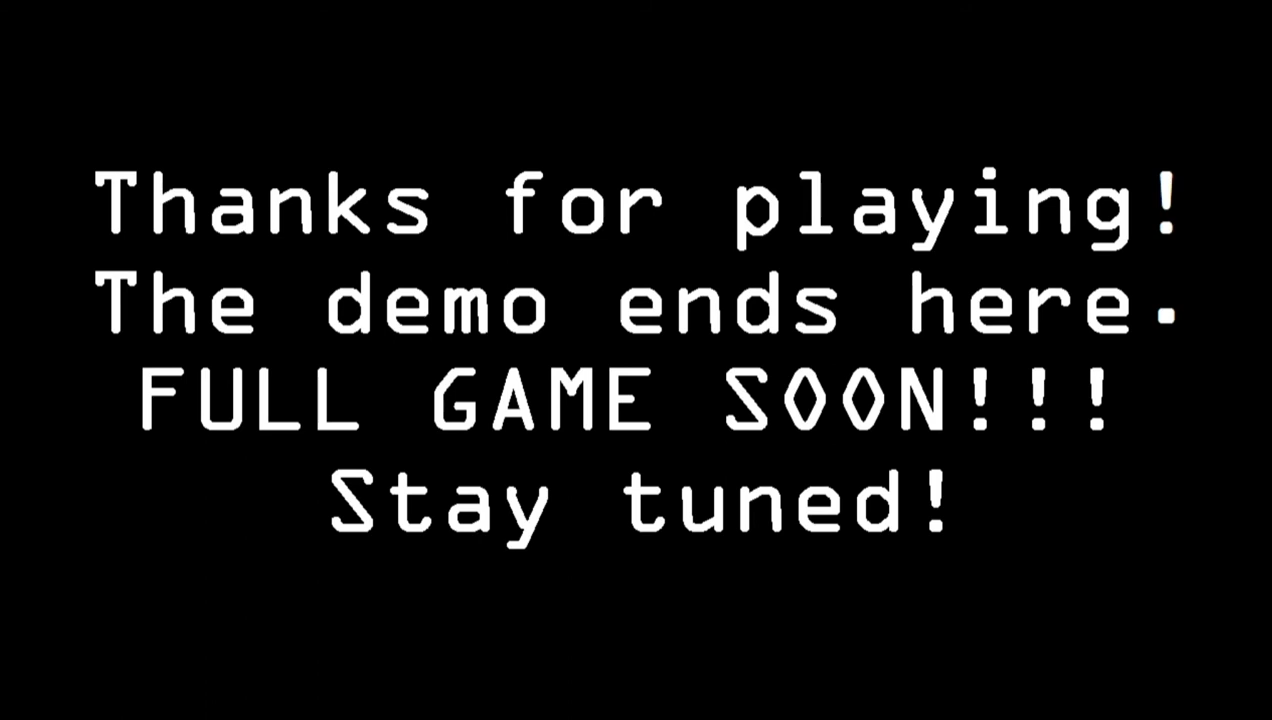 Thanks for playing!
The demo ends here.
FULL GAME SOON!!!
Stay tuned!